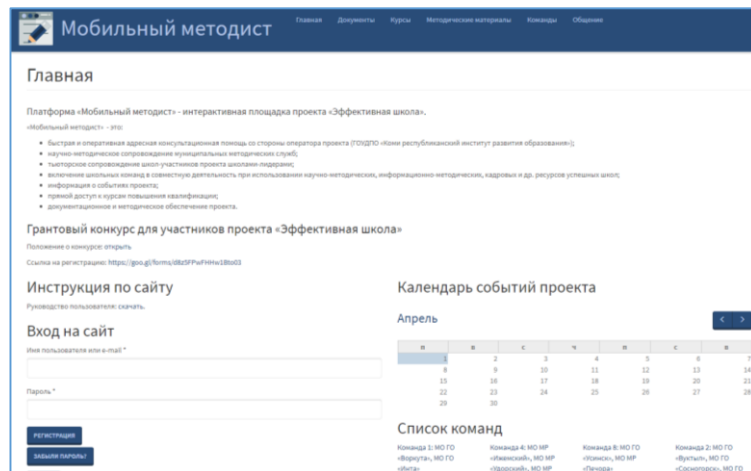 Мобильный методист
Главная Документы Курсы Методические материалы Команды Общение
Главная
Платформа «Мобильный методист» - интерактивная площадка проекта «Эффективная школа».
«Мобильный методист» - это:
быстрая и оперативная адресная консультационная помощь со стороны оператора проекта (ГОУДПО «Коми республиканский институт развития образования»);
научно-методическое сопровождение муниципальных методических служб;
тьюторское сопровождение школ-участников проекта школами-лидерами;
включение школьных команд в совместную деятельность при использовании научно-методических, информационно-методических, кадровых и др. ресурсов успешных школ;
информация о событиях проекта;
прямой доступ к курсам повышения квалификации;
документационное и методическое обеспечение проекта.
Грантовый конкурс для участников проекта «Эффективная школа»
Положение о конкурсе: открыть
Ссылка на регистрацию: https://goo.gl/forms/d8z5FPwFHHw1Bto03
Инструкция по сайту
Руководство пользователя: скачать.
Вход на сайт
Имя пользователя или e-mail *
Пароль *
РЕГИСТРАЦИЯ
ЗАБЫЛИ ПАРОЛЬ?
Календарь событий проекта
Апрель
< >
п в с ч п с в
1 2 3 4 5 6 7
8 9 10 11 12 13 14
15 16 17 18 19 20 21
22 23 24 25 26 27 28
29 30
Список команд
Команда 1: МО ГО Команда 4: МО МР Команда 8: МО ГО Команда 2: МО ГО
«Воркута», МО ГО «Ижемский», МО МР «Усинск», МО МР «Вуктыл», МО ГО
«Инта» «Удорский», МО МР «Печора» «Сосногорск», МО ГО